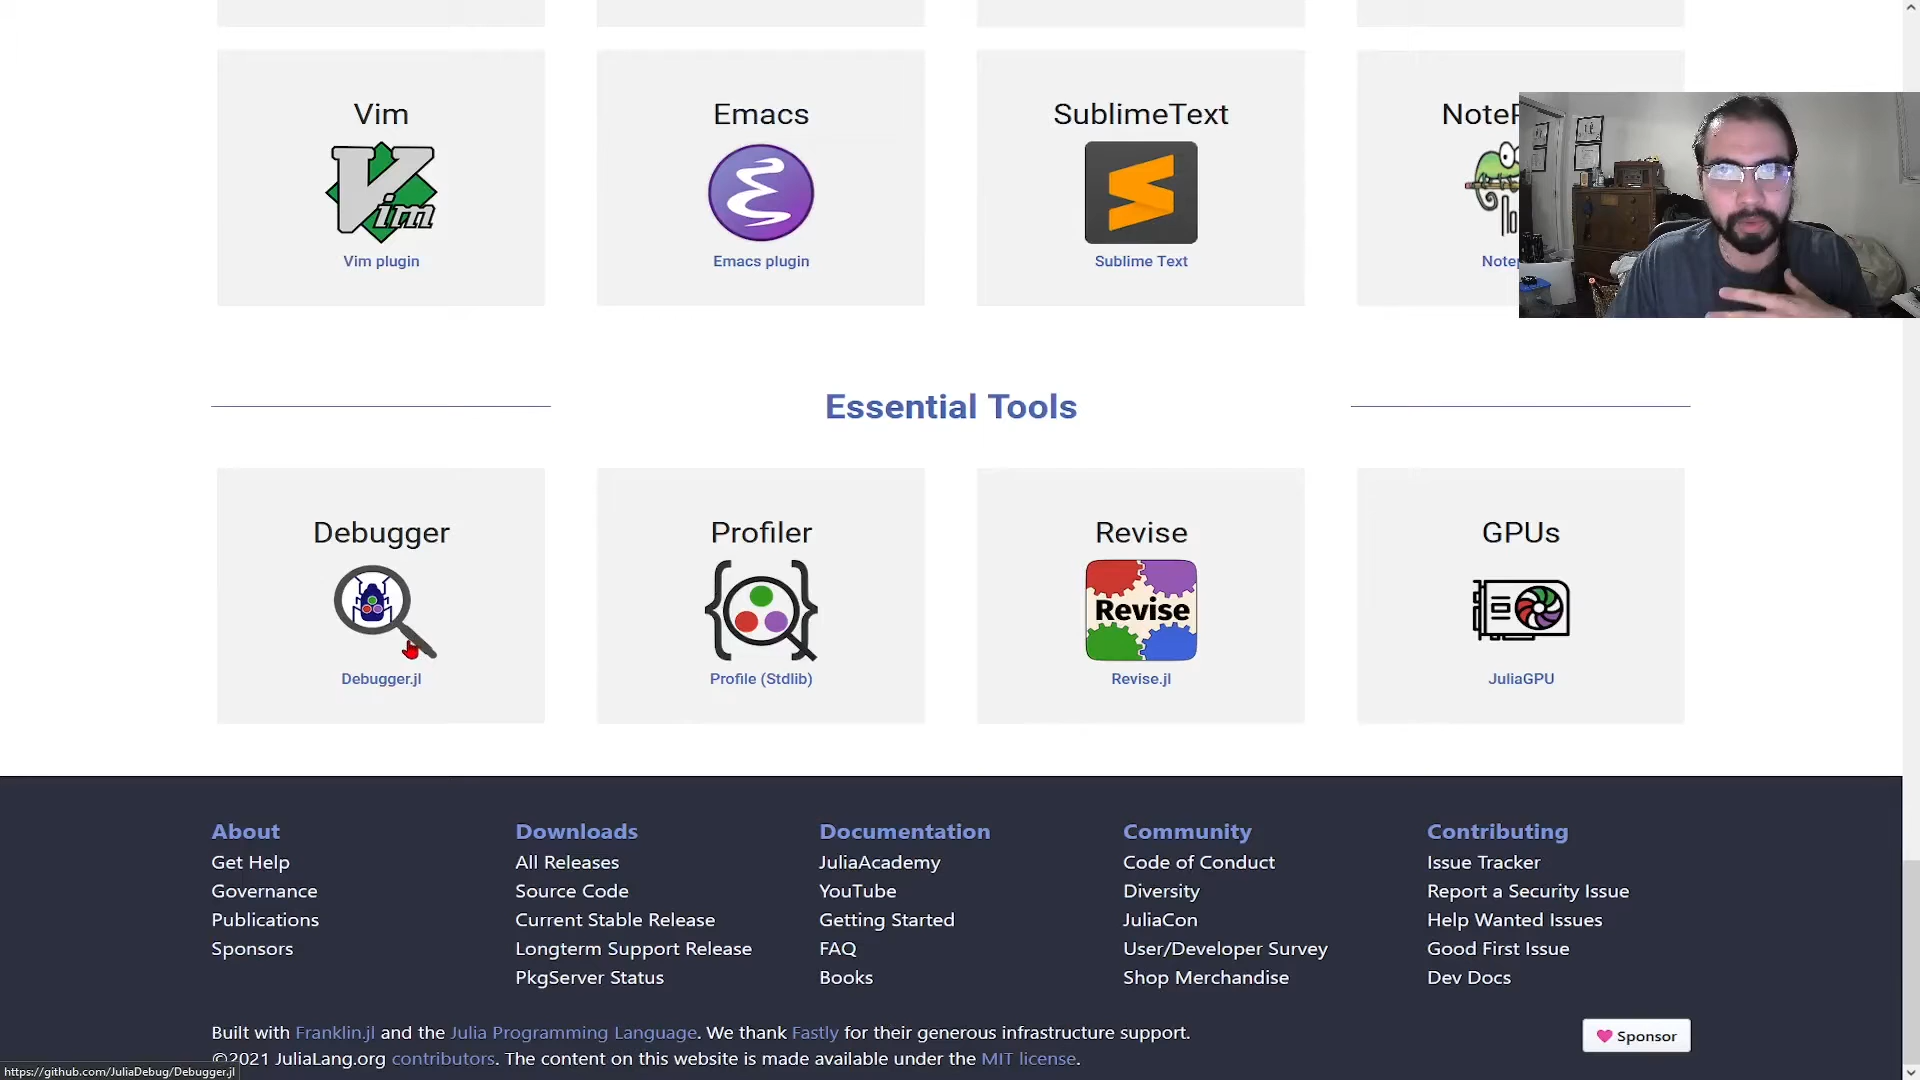 Vim
Emacs
SublimeText
NoteP
Vim
Vim plugin
Emacs plugin
Sublime Text
Notep
Essential Tools
Debugger
Profiler
Revise
GPUs
Revise
Debugger.jl
Profile (Stdlib)
Revise.jl
JuliaGPU
About
Get Help
Governance
Publications
Sponsors
Downloads
All Releases
Source Code
Current Stable Release
Longterm Support Release
PkgServer Status
Documentation
JuliaAcademy
YouTube
Getting Started
FAQ
Books
Community
Code of Conduct
Diversity
JuliaCon
User/Developer Survey
Shop Merchandise
Contributing
Issue Tracker
Report a Security Issue
Help Wanted Issues
Good First Issue
Dev Docs
Built with Franklin.jl and the Julia Programming Language. We thank Fastly for their generous infrastructure support.
Sponsor
©2021 JuliaLang.org contributors. The content on this website is made available under the MIT license.
https://github.com/JuliaDebug/Debugger.jl